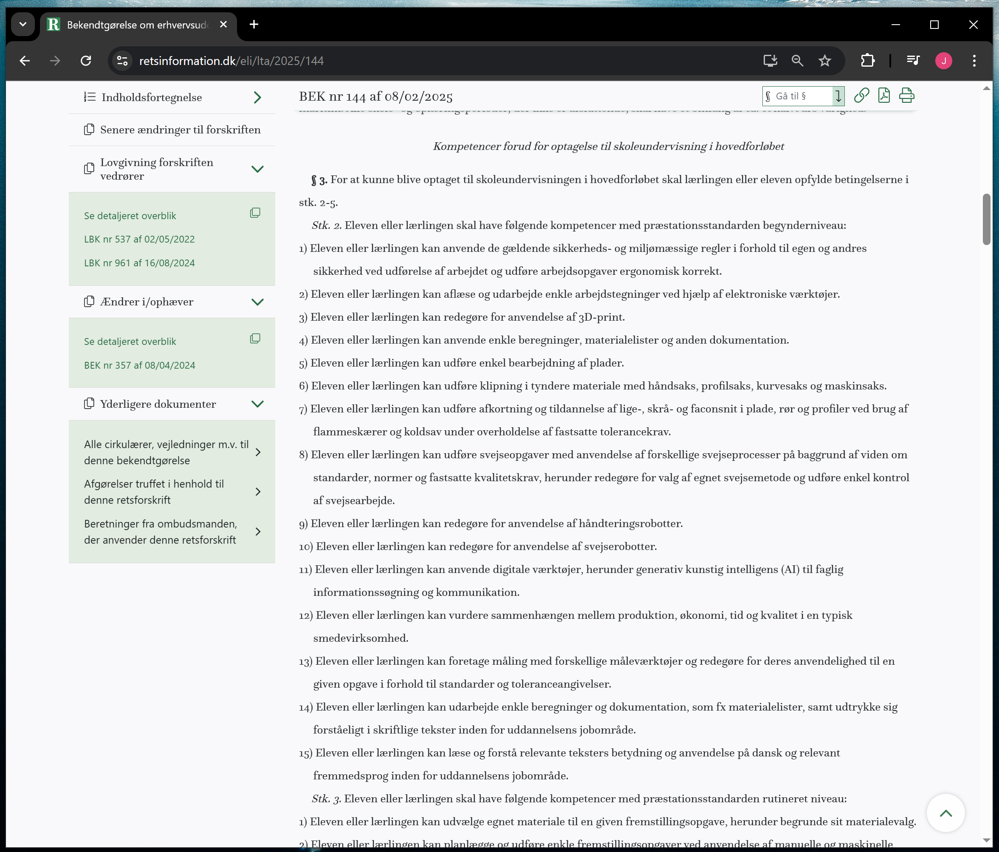 Bekendtgørelse om erhvervsudd
retsinformation.dk/eli/lta/2025/144
J
Indholdsfortegnelse
Senere ændringer til forskriften
Lovgivning forskriften
vedrører
Se detaljeret overblik
LBK nr 537 af 02/05/2022
LBK nr 961 af 16/08/2024
Ændrer i/ophæver
Se detaljeret overblik
BEK nr 357 af 08/04/2024
Yderligere dokumenter
Alle cirkulærer, vejledninger m.v. til
denne bekendtgørelse
Afgørelser truffet i henhold til
denne retsforskrift
Beretninger fra ombudsmanden,
der anvender denne retsforskrift
BEK nr 144 af 08/02/2025
§ Gå til §
Kompetencer forud for optagelse til skoleundervisning i hovedforløbet
§ 3. For at kunne blive optaget til skoleundervisningen i hovedforløbet skal lærlingen eller eleven opfylde betingelserne i
stk. 2-5.
Stk. 2. Eleven eller lærlingen skal have følgende kompetencer med præstationsstandarden begynderniveau:
1) Eleven eller lærlingen kan anvende de gældende sikkerheds- og miljømæssige regler i forhold til egen og andres
sikkerhed ved udførelse af arbejdet og udføre arbejdsopgaver ergonomisk korrekt.
2) Eleven eller lærlingen kan aflæse og udarbejde enkle arbejdstegninger ved hjælp af elektroniske værktøjer.
3) Eleven eller lærlingen kan redegøre for anvendelse af 3D-print.
4) Eleven eller lærlingen kan anvende enkle beregninger, materialelister og anden dokumentation.
5) Eleven eller lærlingen kan udføre enkel bearbejdning af plader.
6) Eleven eller lærlingen kan udføre klipning i tyndere materiale med håndsaks, profilsaks, kurvesaks og maskinsaks.
7) Eleven eller lærlingen kan udføre afkortning og tildannelse af lige-, skrå- og faconsnit i plade, rør og profiler ved brug af
flammeskærer og koldsav under overholdelse af fastsatte tolerancekrav.
8) Eleven eller lærlingen kan udføre svejseopgaver med anvendelse af forskellige svejseprocesser på baggrund af viden om
standarder, normer og fastsatte kvalitetskrav, herunder redegøre for valg af egnet svejsemetode og udføre enkel kontrol
af svejsearbejde.
9) Eleven eller lærlingen kan redegøre for anvendelse af håndteringsrobotter.
10) Eleven eller lærlingen kan redegøre for anvendelse af svejserobotter.
11) Eleven eller lærlingen kan anvende digitale værktøjer, herunder generativ kunstig intelligens (AI) til faglig
informationssøgning og kommunikation.
12) Eleven eller lærlingen kan vurdere sammenhængen mellem produktion, økonomi, tid og kvalitet i en typisk
smedevirksomhed.
13) Eleven eller lærlingen kan foretage måling med forskellige måleværktøjer og redegøre for deres anvendelighed til en
given opgave i forhold til standarder og toleranceangivelser.
14) Eleven eller lærlingen kan udarbejde enkle beregninger og dokumentation, som fx materialelister, samt udtrykke sig
forståeligt i skriftlige tekster inden for uddannelsens jobområde.
15) Eleven eller lærlingen kan læse og forstå relevante teksters betydning og anvendelse på dansk og relevant
fremmedsprog inden for uddannelsens jobområde.
Stk. 3. Eleven eller lærlingen skal have følgende kompetencer med præstationsstandarden rutineret niveau:
1) Eleven eller lærlingen kan udvælge egnet materiale til en given fremstillingsopgave, herunder begrunde sit materialevalg.
2) Eleven eller lærlingen kan planlægge og udføre enkle fremstillingsopgaver ved anvendelse af manuelle og maskinelle